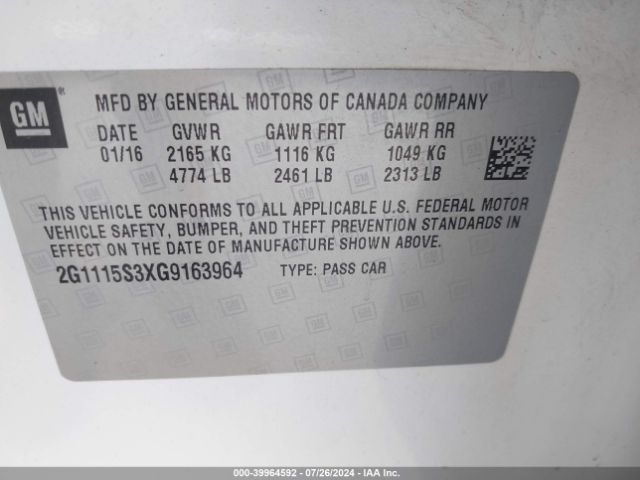 GM
®
MFD BY GENERAL MOTORS OF CANADA COMPANY
DATE GVWR GAWR FRT GAWR RR
01/16 2165 KG 1116 KG 1049 KG
4774 LB 2461 LB 2313 LB
THIS VEHICLE CONFORMS TO ALL APPLICABLE U.S. FEDERAL MOTOR
VEHICLE SAFETY, BUMPER, AND THEFT PREVENTION STANDARDS IN
EFFECT ON THE DATE OF MANUFACTURE SHOWN ABOVE.
2G1115S3XG9163964 TYPE: PASS CAR
000-39964592 / 07/26/2024 / Copyright IAA, LLC